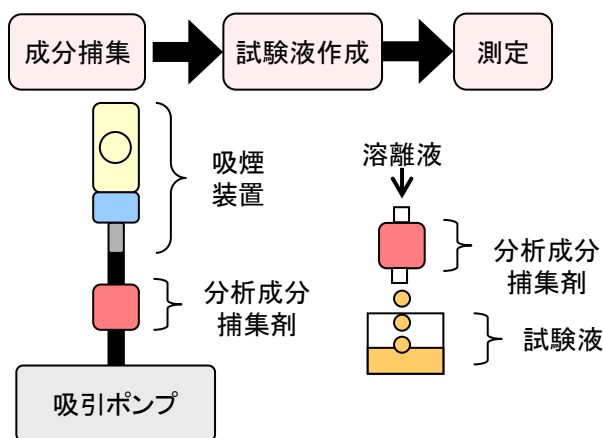 成分捕集
試験液作成
測定
吸煙
装置
分析成分
捕集剤
吸引ポンプ
溶離液
分析成分
捕集剤
試験液